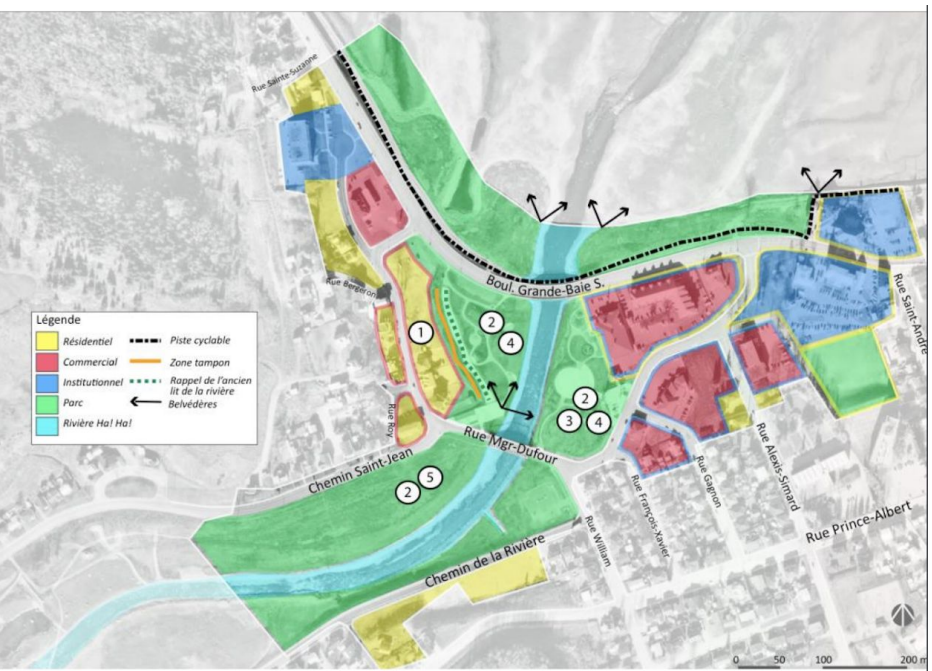 Rue Sainte-Suzanne
Rue Bergeron
Boul. Grande-Baie S.
Rue Saint-André
Légende
Résidentiel
Commercial
Institutionnel
Parc
Rivière Ha! Ha!
Piste cyclable
Zone tampon
Rappel de l'ancien
lit de la rivière
Belvédères
1
2
4
2
3
4
Rue Roy
Rue Mgr-Dufour
Chemin Saint-Jean
5
2
Rue François-Xavier
Rue Gagnon
Rue Alexis-Simard
Rue William
Rue Prince-Albert
Chemin de la Rivière
0 50 100 200 m